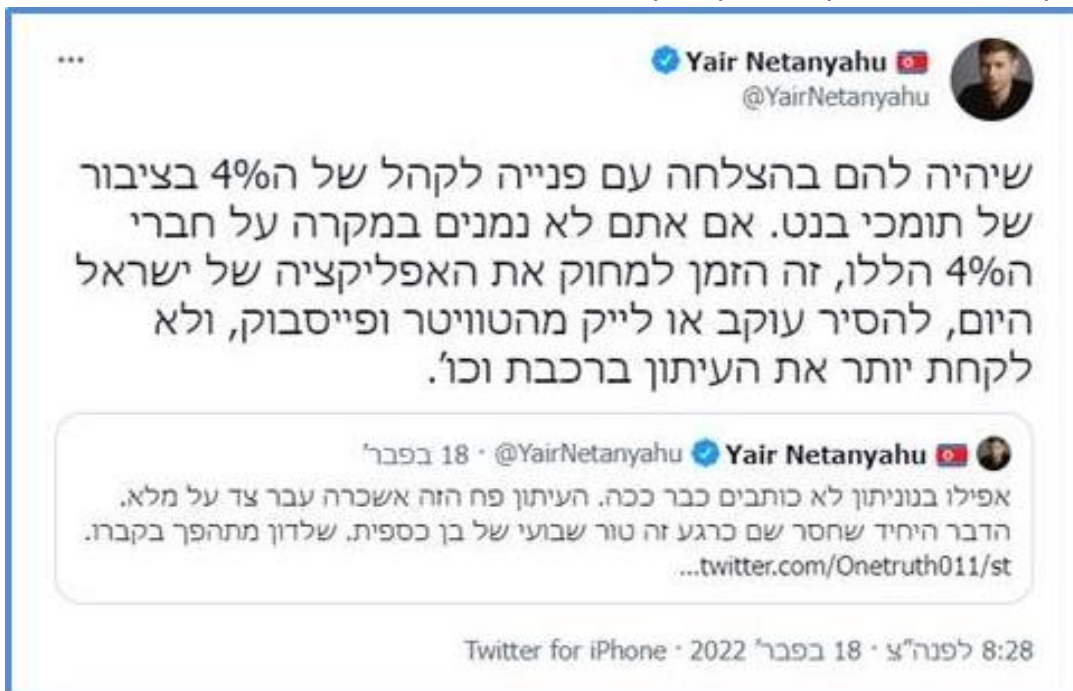 Yair Netanyahu
@YairNetanyahu
שיהיה להם בהצלחה עם פנייה לקהל של ה4% בציבור
של תומכי בנט. אם אתם לא נמנים במקרה על חברי
ה4% הללו, זה הזמן למחוק את האפליקציה של ישראל
היום, להסיר עוקב או לייק מהטוויטר ופייסבוק, ולא
לקחת יותר את העיתון ברכבת וכו'.
Yair Netanyahu @YairNetanyahu · 18 בפבר'
אפילו בנוניתון לא כותבים כבר ככה. העיתון פח הזה אשכרה עבר צד על מלא.
הדבר היחיד שחסר שם כרגע זה טור שבועי של בן כספית. שלדון מתהפך בקברו.
twitter.com/Onetruth011/st...
8:28 לפנה"צ · 18 בפבר' 2022 · Twitter for iPhone